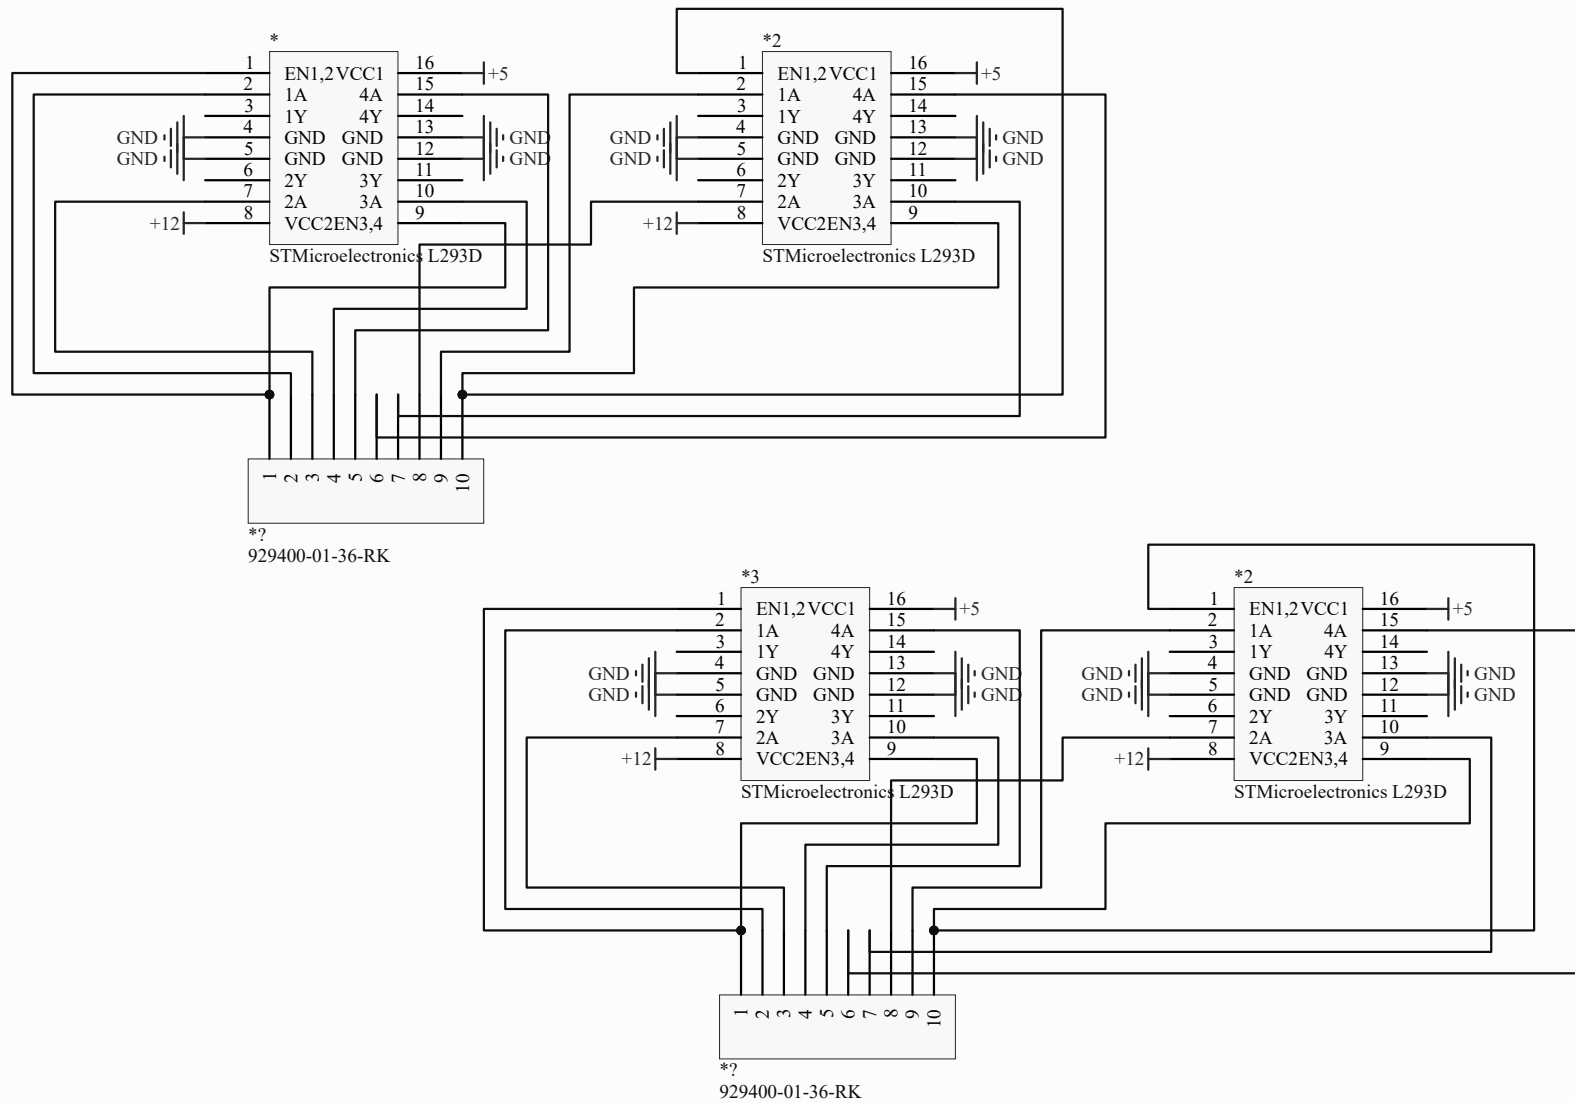 *
*2
1 EN1,2 VCC1 16 +5
2 1A 4A 15
3 1Y 4Y 14
GND 4 GND GND 13 GND
GND 5 GND GND 12 GND
6 2Y 3Y 11
7 2A 3A 10
+12 8 VCC2 EN3,4 9
STMicroelectronics L293D
1 EN1,2 VCC1 16 +5
2 1A 4A 15
3 1Y 4Y 14
GND 4 GND GND 13 GND
GND 5 GND GND 12 GND
6 2Y 3Y 11
7 2A 3A 10
+12 8 VCC2 EN3,4 9
STMicroelectronics L293D
1 2 3 4 5 6 7 8 9 10
*?
929400-01-36-RK
*3
*2
1 EN1,2 VCC1 16 +5
2 1A 4A 15
3 1Y 4Y 14
GND 4 GND GND 13 GND
GND 5 GND GND 12 GND
6 2Y 3Y 11
7 2A 3A 10
+12 8 VCC2 EN3,4 9
STMicroelectronics L293D
1 EN1,2 VCC1 16 +5
2 1A 4A 15
3 1Y 4Y 14
GND 4 GND GND 13 GND
GND 5 GND GND 12 GND
6 2Y 3Y 11
7 2A 3A 10
+12 8 VCC2 EN3,4 9
STMicroelectronics L293D
1 2 3 4 5 6 7 8 9 10
*?
929400-01-36-RK